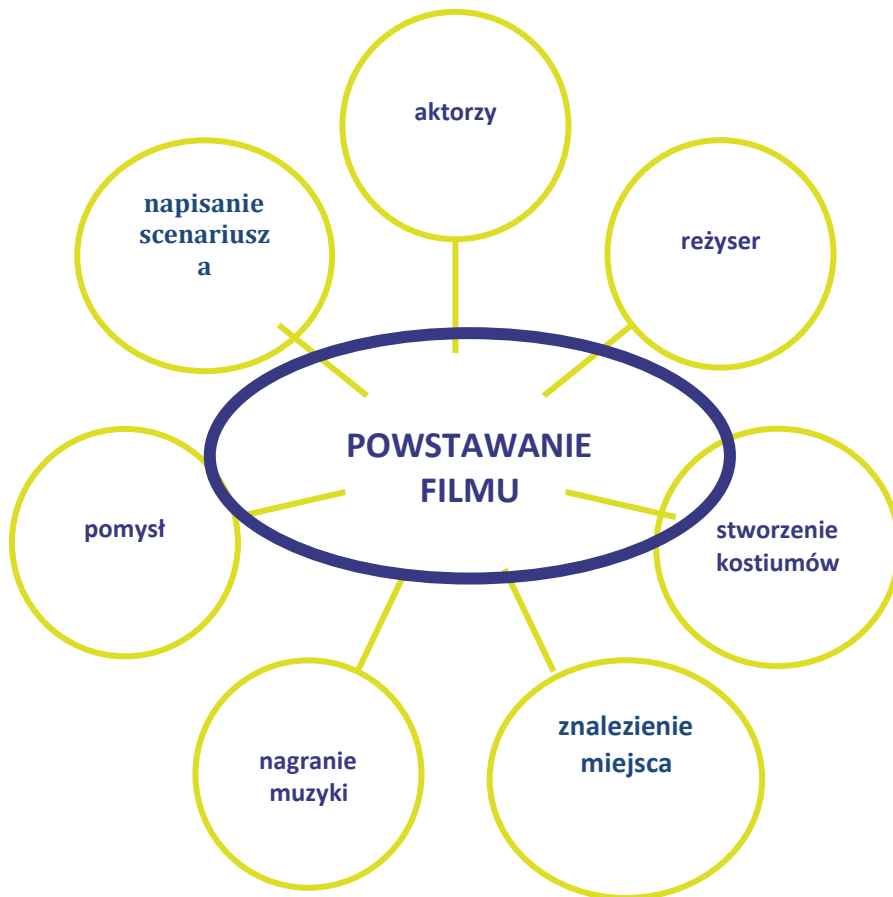 aktorzy
napisanie
scenariusz
a
reżyser
POWSTAWANIE
FILMU
pomysł
stworzenie
kostiumów
znalezienie
miejsca
nagranie
muzyki